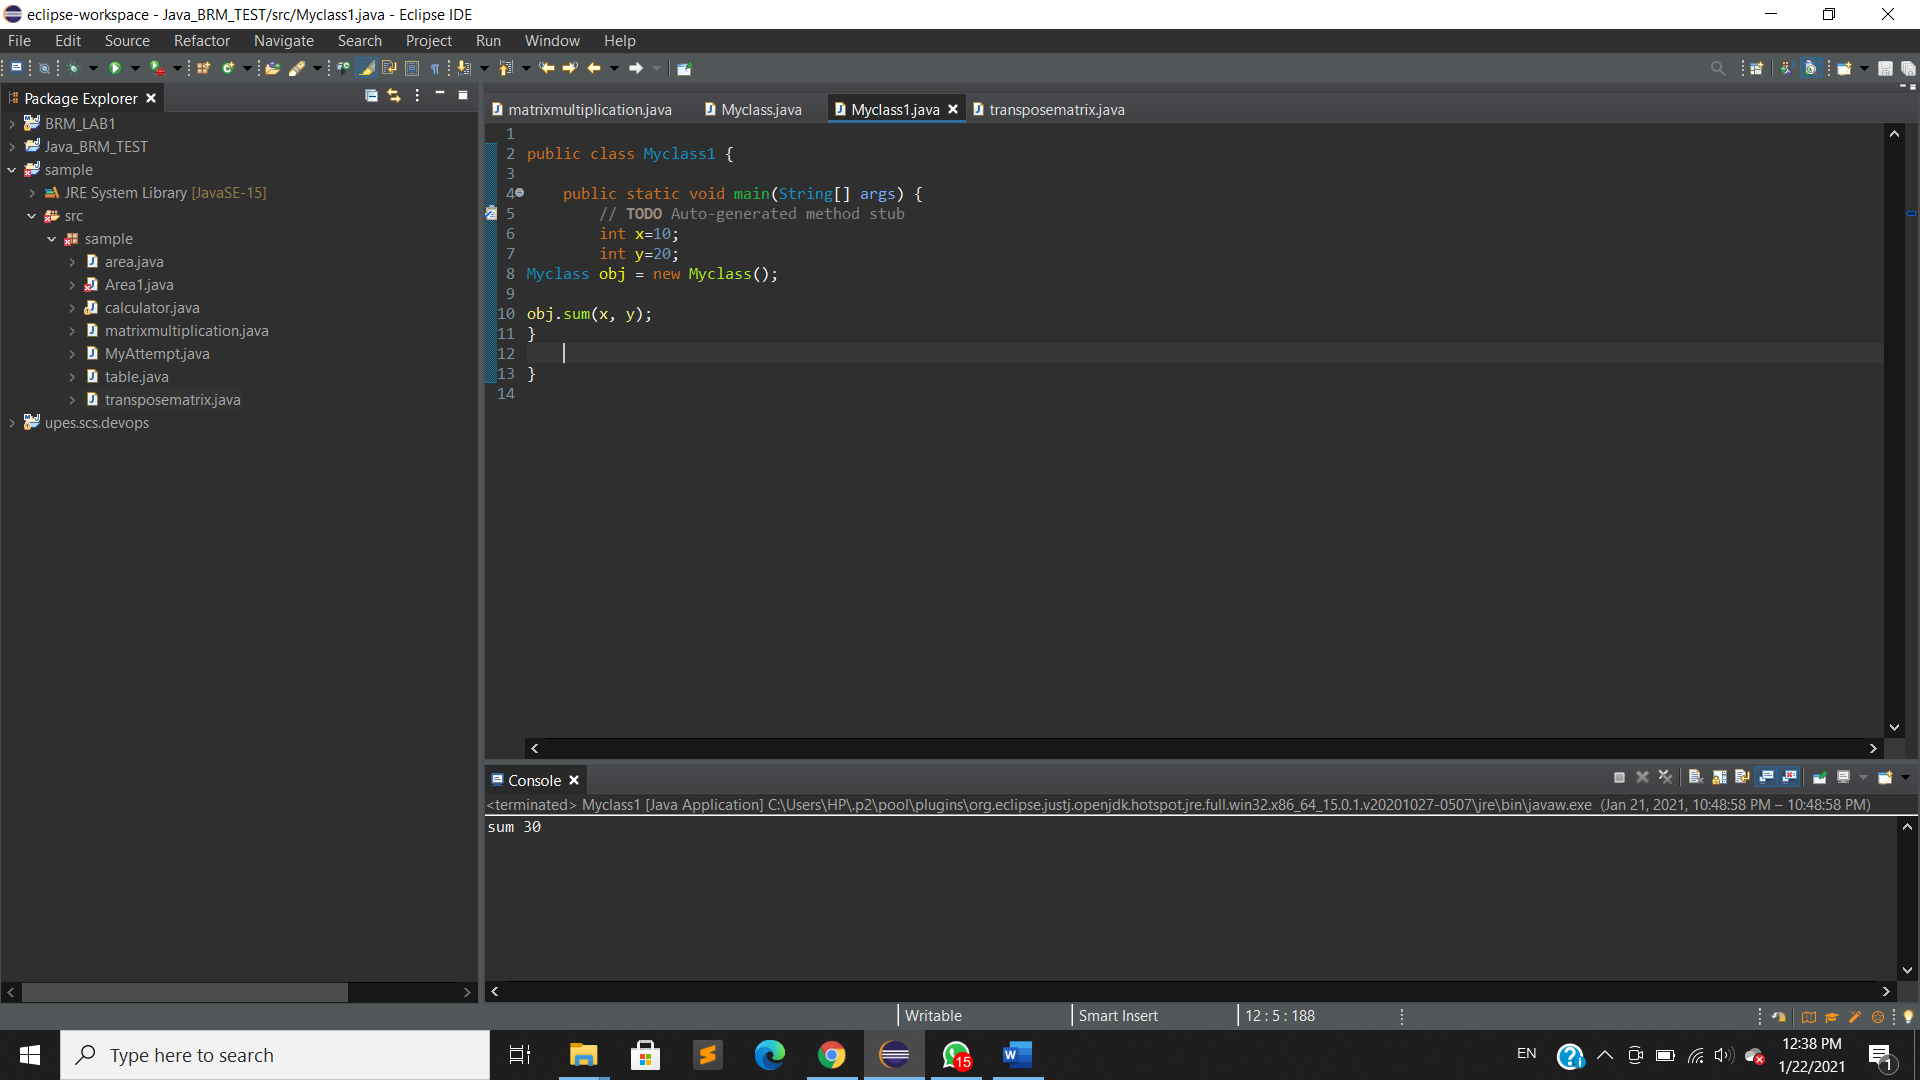 eclipse-workspace - Java_BRM_TEST/src/Myclass1.java - Eclipse IDE
File Edit Source Refactor Navigate Search Project Run Window Help
Package Explorer
BRM_LAB1
Java_BRM_TEST
sample
JRE System Library [JavaSE-15]
src
sample
area.java
Area1.java
calculator.java
matrixmultiplication.java
MyAttempt.java
table.java
transposematrix.java
upes.scs.devops
matrixmultiplication.java Myclass.java Myclass1.java transposematrix.java
1
2 public class Myclass1 {
3
4 public static void main(String[] args) {
5 // TODO Auto-generated method stub
6 int x=10;
7 int y=20;
8 Myclass obj = new Myclass();
9
10 obj.sum(x, y);
11 }
12
13 }
14
Console
<terminated> Myclass1 [Java Application] C:\Users\HP\.p2\pool\plugins\org.eclipse.justj.openjdk.hotspot.jre.full.win32.x86_64_15.0.1.v20201027-0507\jre\bin\javaw.exe (Jan 21, 2021, 10:48:58 PM – 10:48:58 PM)
sum 30
Writable Smart Insert 12 : 5 : 188
Type here to search
15
EN
12:38 PM
1/22/2021
1